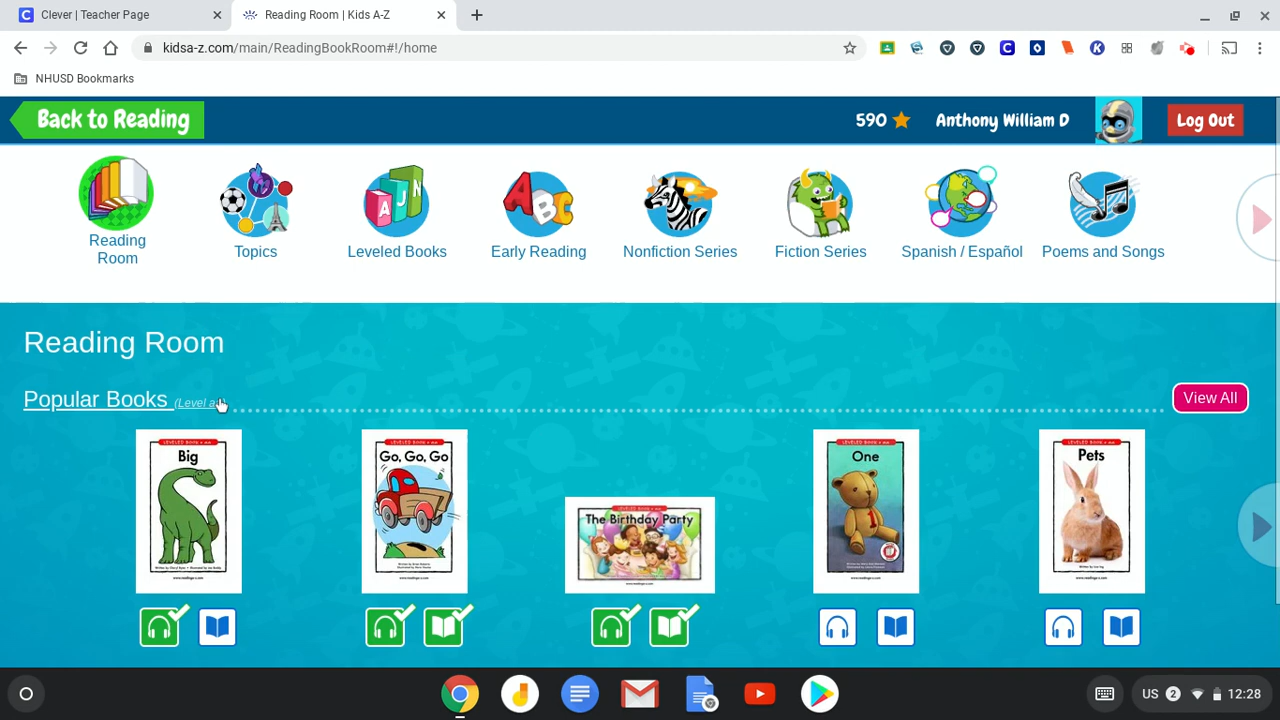 Clever | Teacher Page
Reading Room | Kids A-Z
kidsa-z.com/main/ReadingBookRoom#!/home
NHUSD Bookmarks
Back to Reading
590
Anthony William D
Log Out
Reading
Room
Topics
Leveled Books
Early Reading
Nonfiction Series
Fiction Series
Spanish / Español
Poems and Songs
Reading Room
Popular Books (Level
View All
Big
Go, Go, Go
The Birthday Party
One
Pets
US 2 12:28